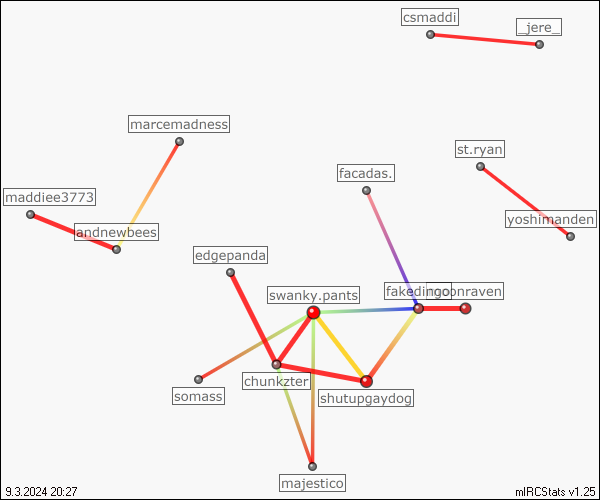 csmaddi
_jere_
marcemadness
st.ryan
facadas.
maddiee3773
yoshimanden
andnewbees
edgepanda
fakedingo
moonraven
swanky.pants
chunkzter
somass
shutupgaydog
majestico
9.3.2024 20:27
mIRCStats v1.25